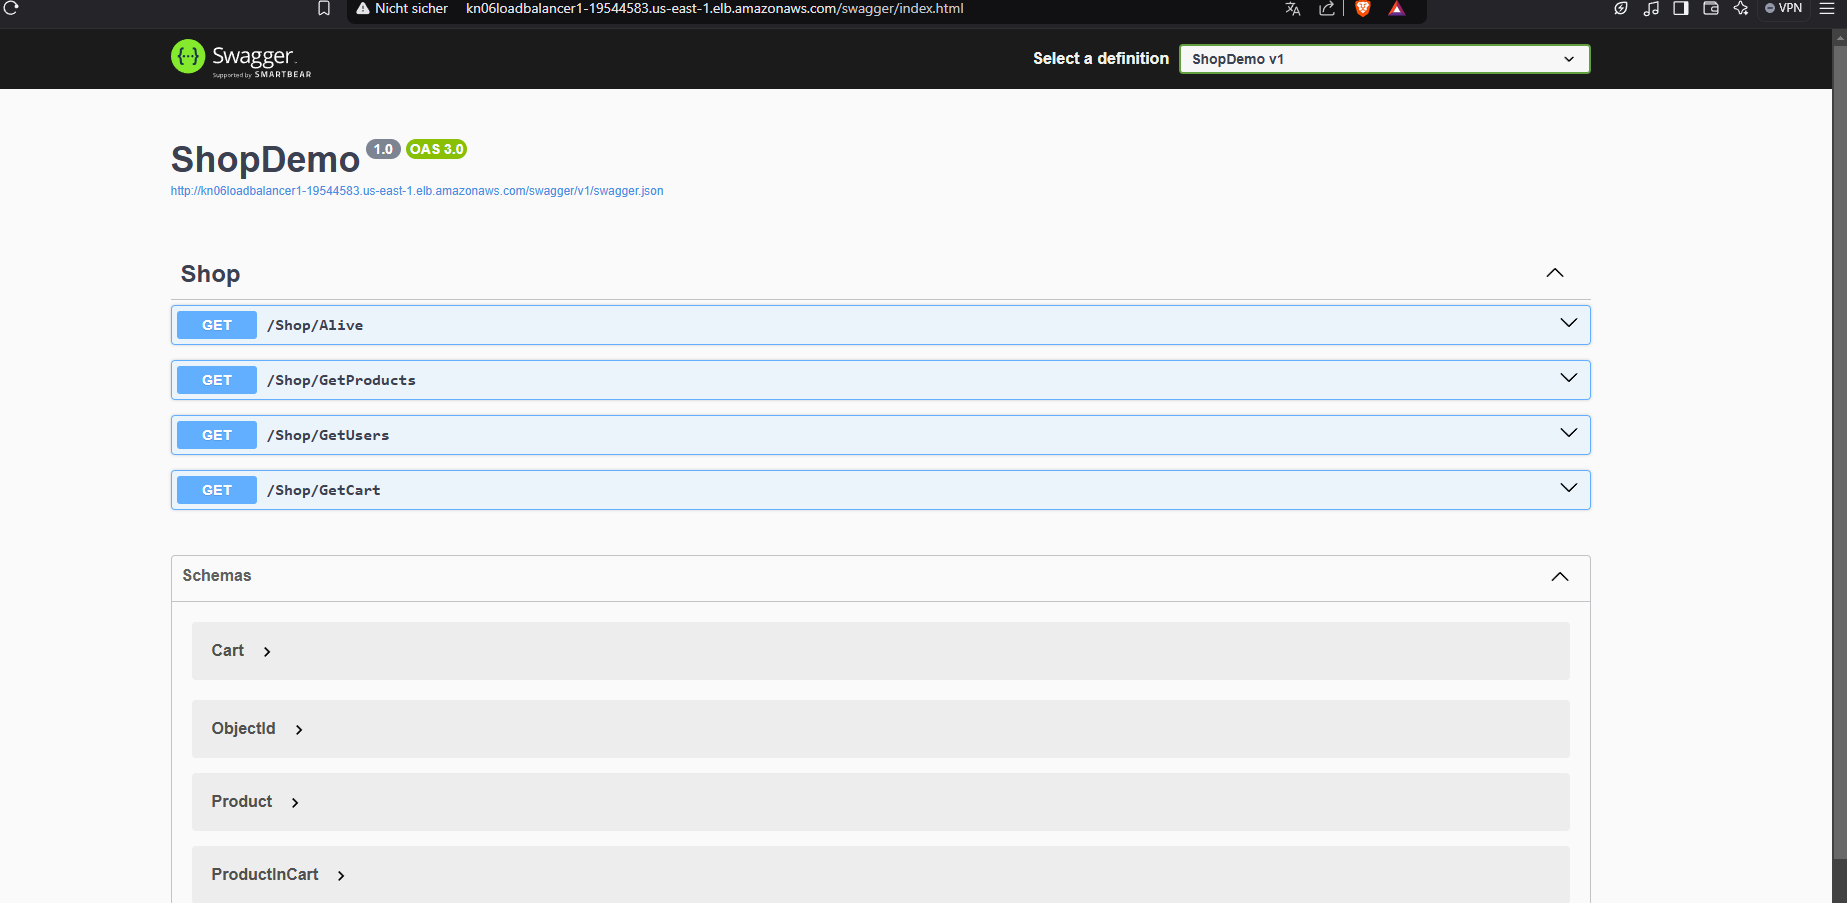 Nicht sicher kn06loadbalancer1-19544583.us-east-1.elb.amazonaws.com/swagger/index.html VPN
Swagger
Supported by SMARTBEAR
Select a definition ShopDemo v1
ShopDemo 1.0 OAS 3.0
http://kn06loadbalancer1-19544583.us-east-1.elb.amazonaws.com/swagger/v1/swagger.json
Shop
GET /Shop/Alive
GET /Shop/GetProducts
GET /Shop/GetUsers
GET /Shop/GetCart
Schemas
Cart
ObjectId
Product
ProductInCart